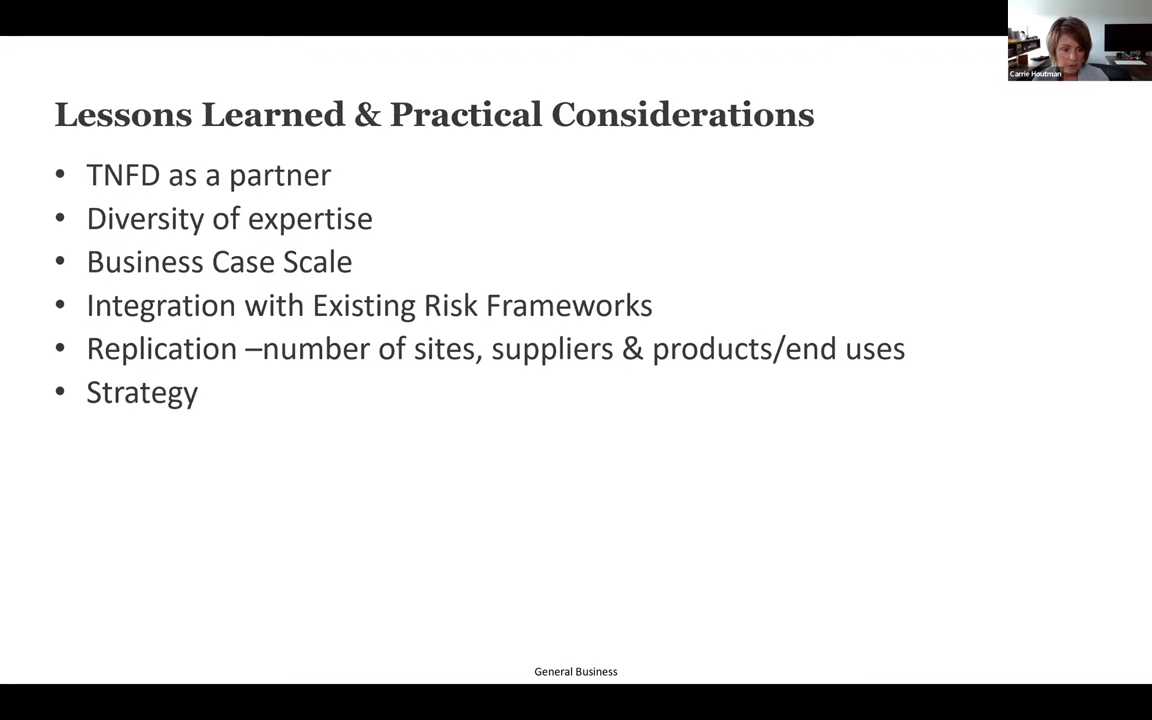 Carrie Houtman
Lessons Learned & Practical Considerations
• TNFD as a partner
• Diversity of expertise
• Business Case Scale
• Integration with Existing Risk Frameworks
• Replication –number of sites, suppliers & products/end uses
• Strategy
General Business